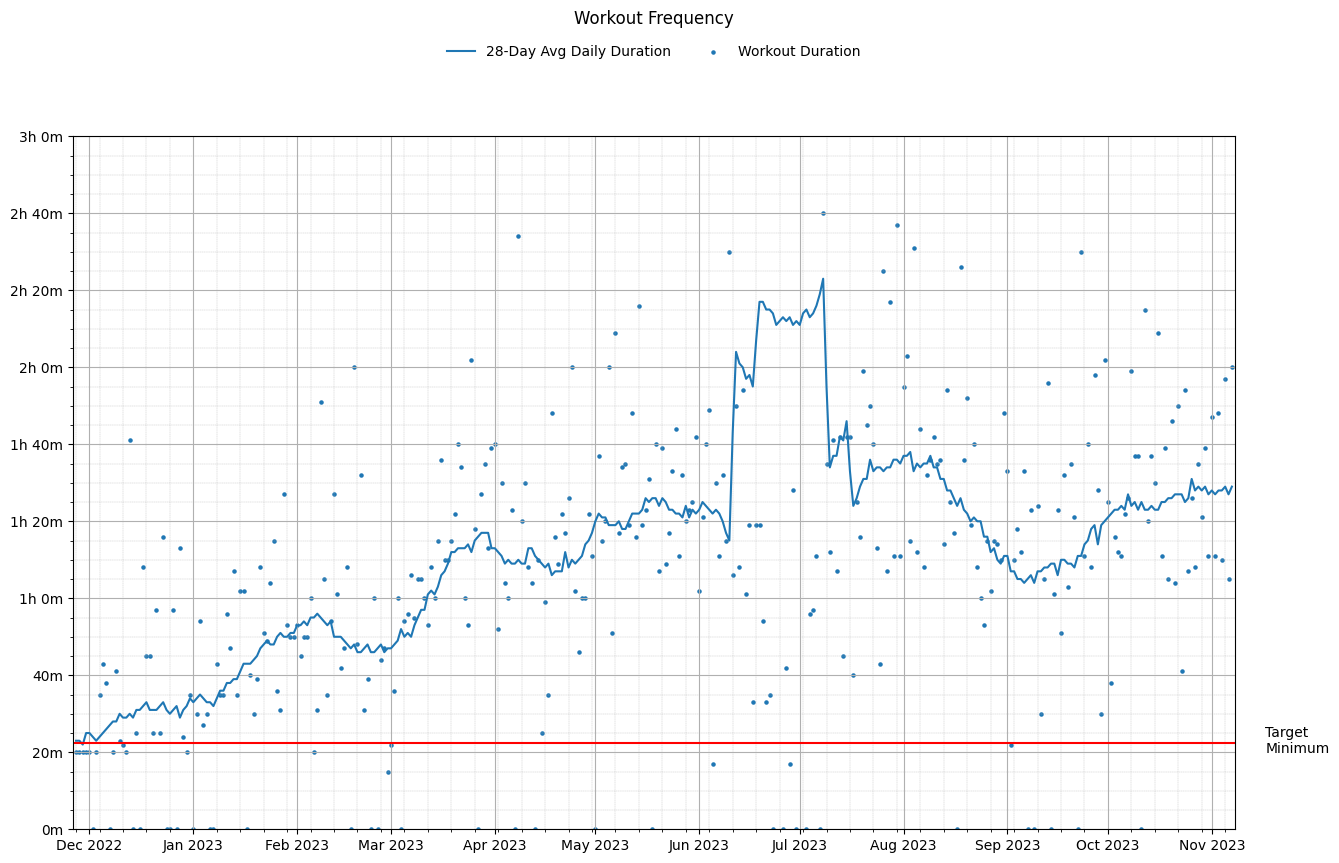 Workout Frequency
28-Day Avg Daily Duration
Workout Duration
3h 0m
2h 40m
2h 20m
2h 0m
1h 40m
1h 20m
1h 0m
40m
20m
0m
Target
Minimum
Dec 2022
Jan 2023
Feb 2023
Mar 2023
Apr 2023
May 2023
Jun 2023
Jul 2023
Aug 2023
Sep 2023
Oct 2023
Nov 2023